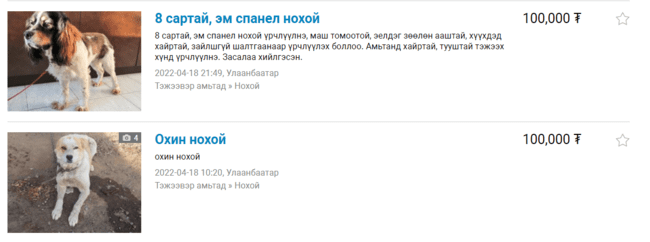 8 сартай, эм спанел нохой
100,000 ₮
8 сартай, эм спанел нохой үрчлүүлнэ, маш томоотой, эелдэг зөөлөн ааштай, хүүхдэд
хайртай, зайлшгүй шалтгаанаар үрчлүүлэх боллоо. Амьтанд хайртай, тууштай тэжээх
хүнд үрчлүүлнэ. Засалаа хийлгэсэн.
2022-04-18 21:49, Улаанбаатар
Тэжээвэр амьтад » Нохой
4
Охин нохой
100,000 ₮
охин нохой
2022-04-18 10:20, Улаанбаатар
Тэжээвэр амьтад » Нохой